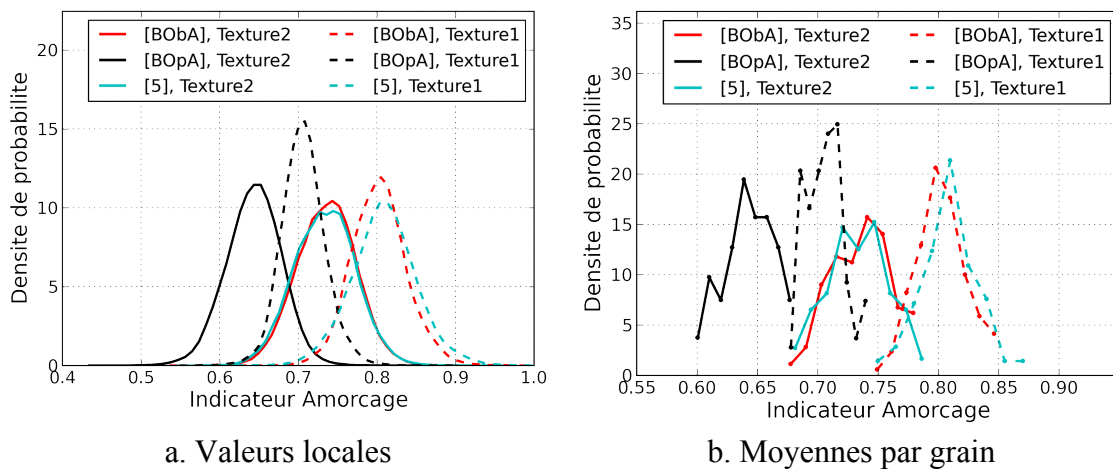 [BObA], Texture2
[BOpA], Texture2
[5], Texture2
[BObA], Texture1
[BOpA], Texture1
[5], Texture1
20
15
10
5
0
Densite de probabilite
0.4
0.5
0.6
0.7
0.8
0.9
1.0
Indicateur Amorcage
a. Valeurs locales
[BObA], Texture2
[BOpA], Texture2
[5], Texture2
[BObA], Texture1
[BOpA], Texture1
[5], Texture1
35
30
25
20
15
10
5
0
Densite de probabilite
0.55
0.60
0.70
0.75
0.80
0.85
0.90
Indicateur Amorcage
b. Moyennes par grain